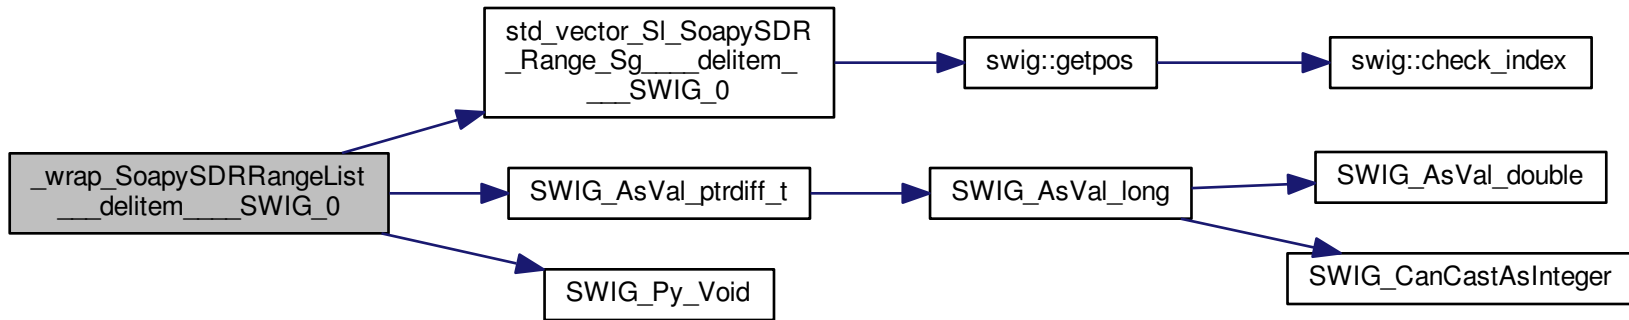 std_vector_Sl_SoapySDR
_Range_Sg____delitem_
___SWIG_0
swig::getpos
swig::check_index
_wrap_SoapySDRRangeList
___delitem____SWIG_0
SWIG_AsVal_ptrdiff_t
SWIG_AsVal_long
SWIG_AsVal_double
SWIG_CanCastAsInteger
SWIG_Py_Void